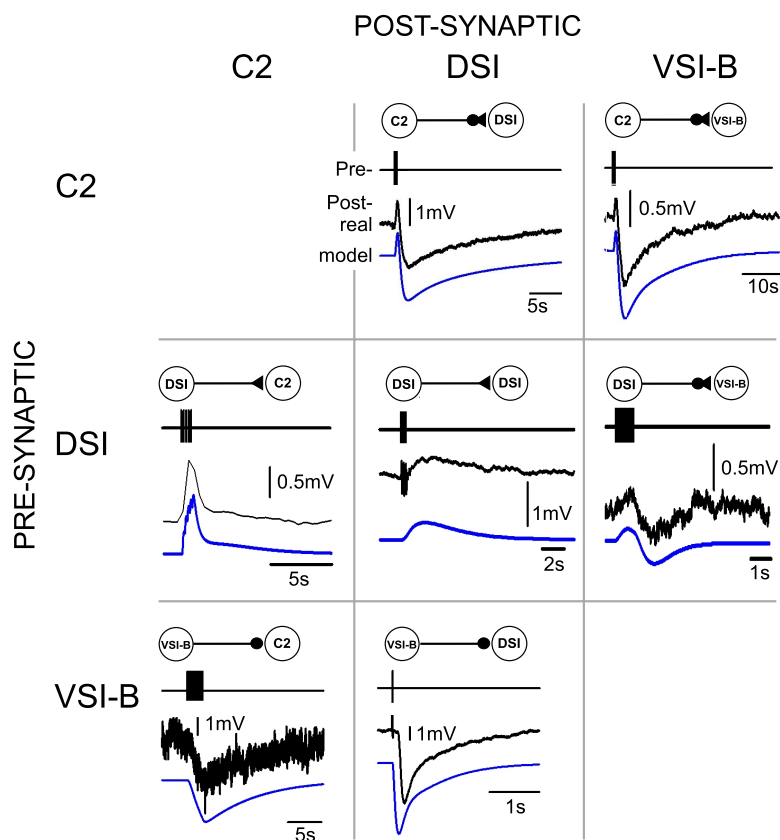 POST-SYNAPTIC
C2 DSI VSI-B
PRE-SYNAPTIC
C2
C2 DSI
Pre-
Post-
real
model
1mV
5s
C2 VSI-B
0.5mV
10s
DSI
DSI C2
0.5mV
5s
DSI DSI
1mV
2s
DSI VSI-B
0.5mV
1s
VSI-B
VSI-B C2
1mV
5s
VSI-B DSI
1mV
1s